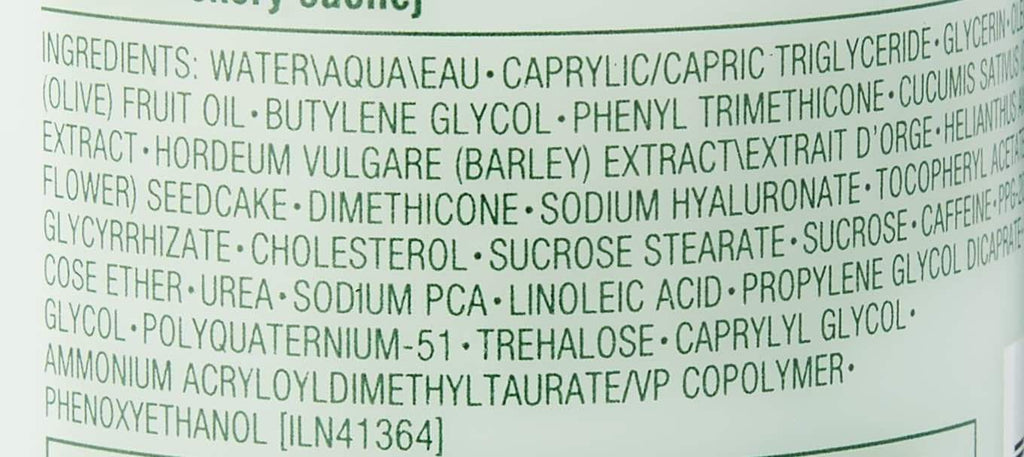 INGREDIENTS: WATER\AQUA\EAU • CAPRYLIC/CAPRIC TRIGLYCERIDE • GLYCERIN •
(OLIVE) FRUIT OIL • BUTYLENE GLYCOL • PHENYL TRIMETHICONE • CUCUMIS SATIVUS
EXTRACT • HORDEUM VULGARE (BARLEY) EXTRACT\EXTRAIT D'ORGE • HELIANTHUS
FLOWER) SEEDCAKE • DIMETHICONE • SODIUM HYALURONATE • TOCOPHERYL
GLYCYRRHIZATE • CHOLESTEROL • SUCROSE STEARATE • SUCROSE • CAFFEINE •
COSE ETHER • UREA • SODIUM PCA • LINOLEIC ACID • PROPYLENE GLYCOL DICAPRATE
GLYCOL • POLYQUATERNIUM-51 • TREHALOSE • CAPRYLYL GLYCOL •
AMMONIUM ACRYLOYLDIMETHYLTAURATE/VP COPOLYMER •
PHENOXYETHANOL [ILN41364]